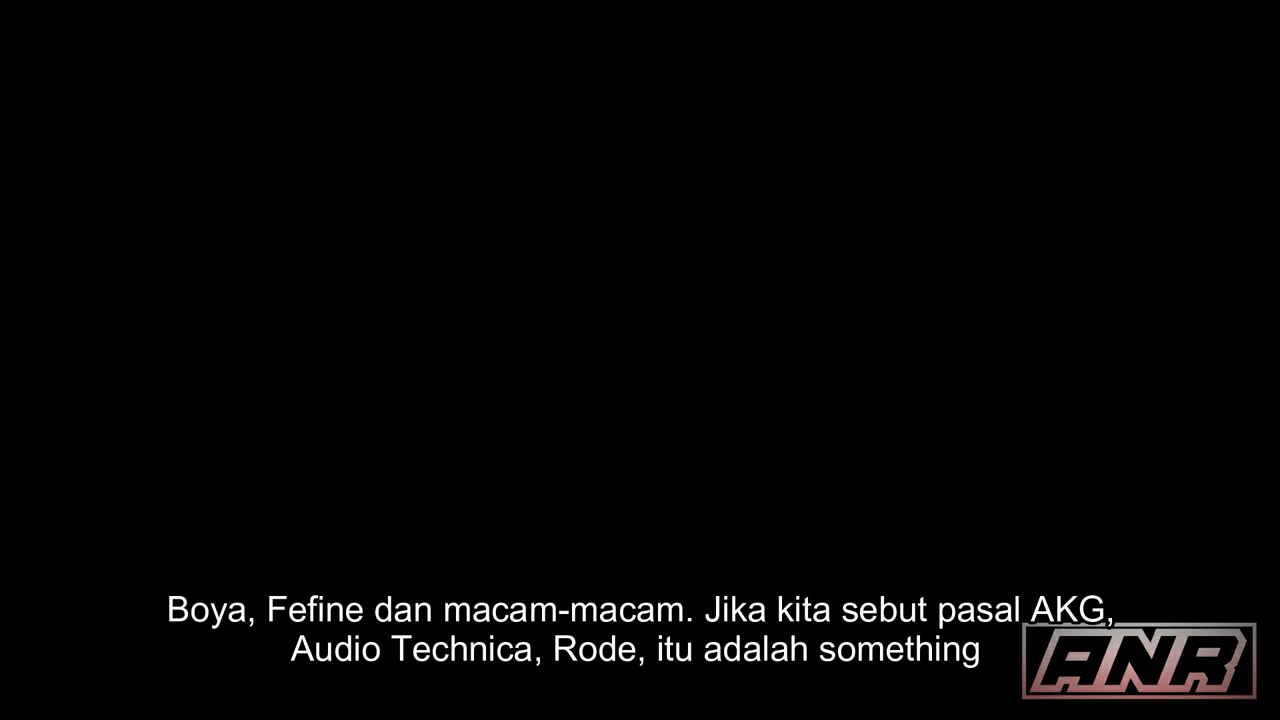 Boya, Fefine dan macam-macam. Jika kita sebut pasal AKG,
Audio Technica, Rode, itu adalah something
ANR